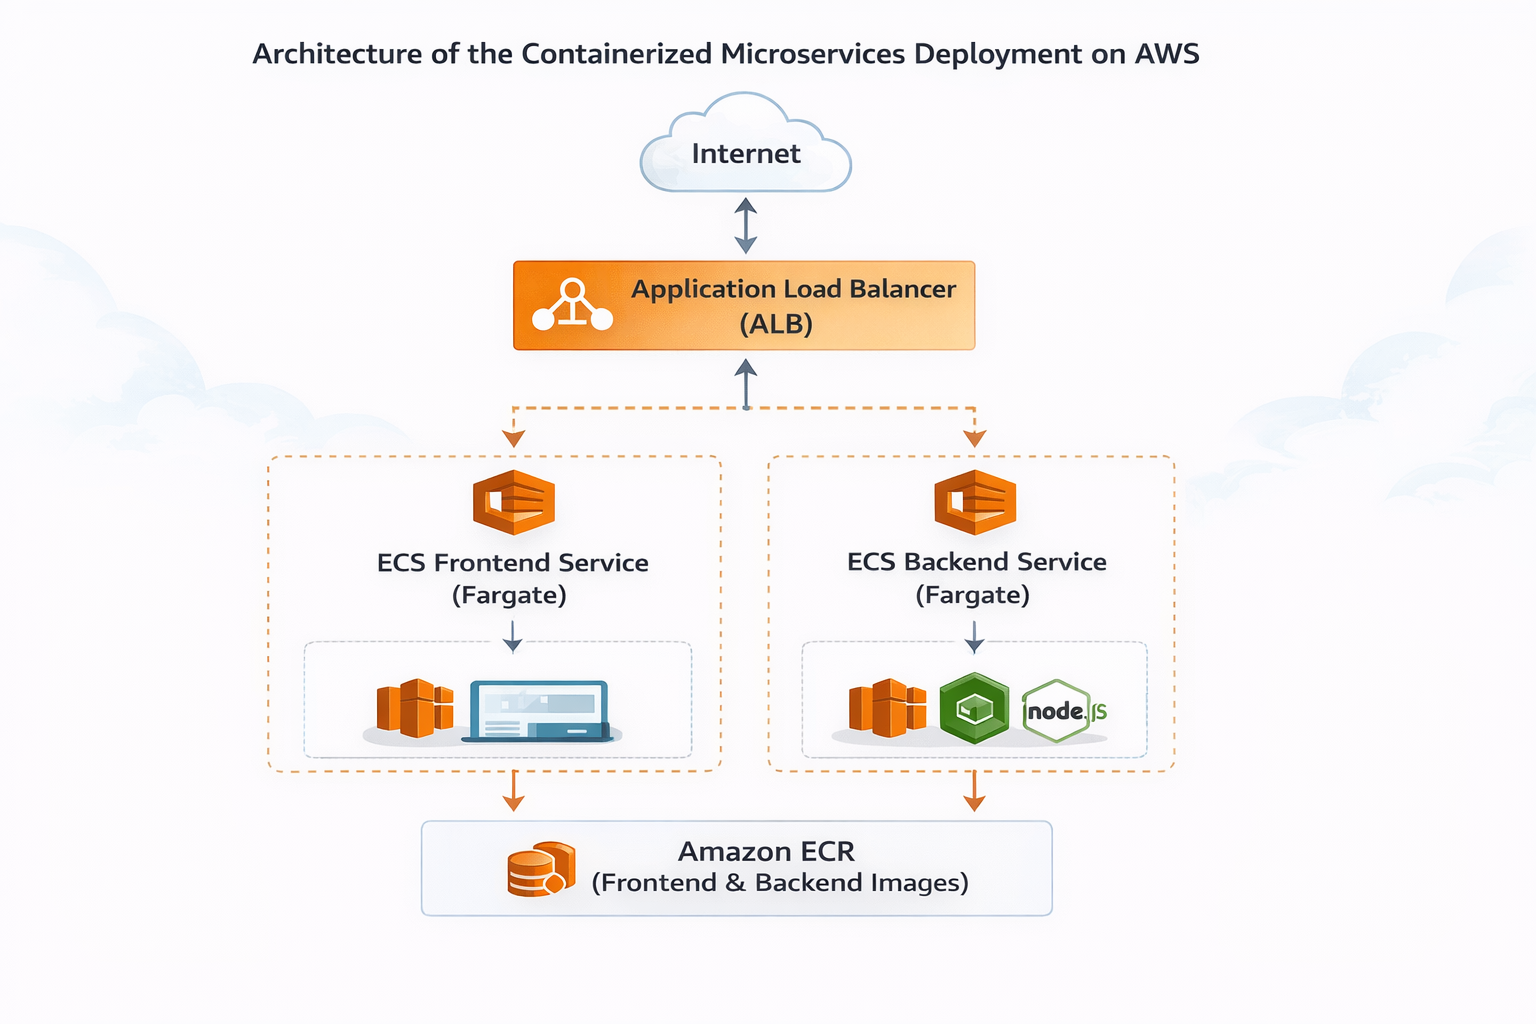 Architecture of the Containerized Microservices Deployment on AWS
Internet
Application Load Balancer
(ALB)
ECS Frontend Service
(Fargate)
ECS Backend Service
(Fargate)
node.js
Amazon ECR
(Frontend & Backend Images)